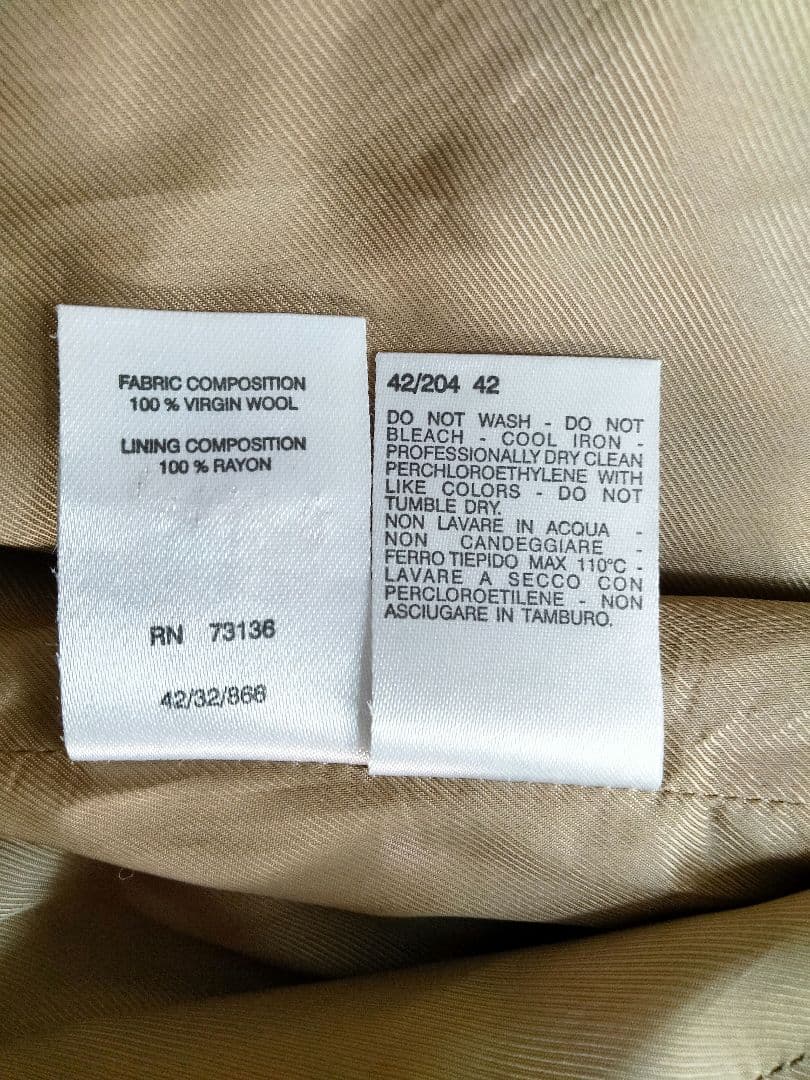 FABRIC COMPOSITION
100 % VIRGIN WOOL
LINING COMPOSITION
100 % RAYON
RN 73136
42/32/866
42/204 42
DO NOT WASH - DO NOT
BLEACH - COOL IRON -
PROFESSIONALLY DRY CLEAN
PERCHLOROETHYLENE WITH
LIKE COLORS - DO NOT
TUMBLE DRY.
NON LAVARE IN ACQUA -
NON CANDEGGIARE -
FERRO TIEPIDO MAX 110°C -
LAVARE A SECCO CON
PERCLOROETILENE - NON
ASCIUGARE IN TAMBURO.